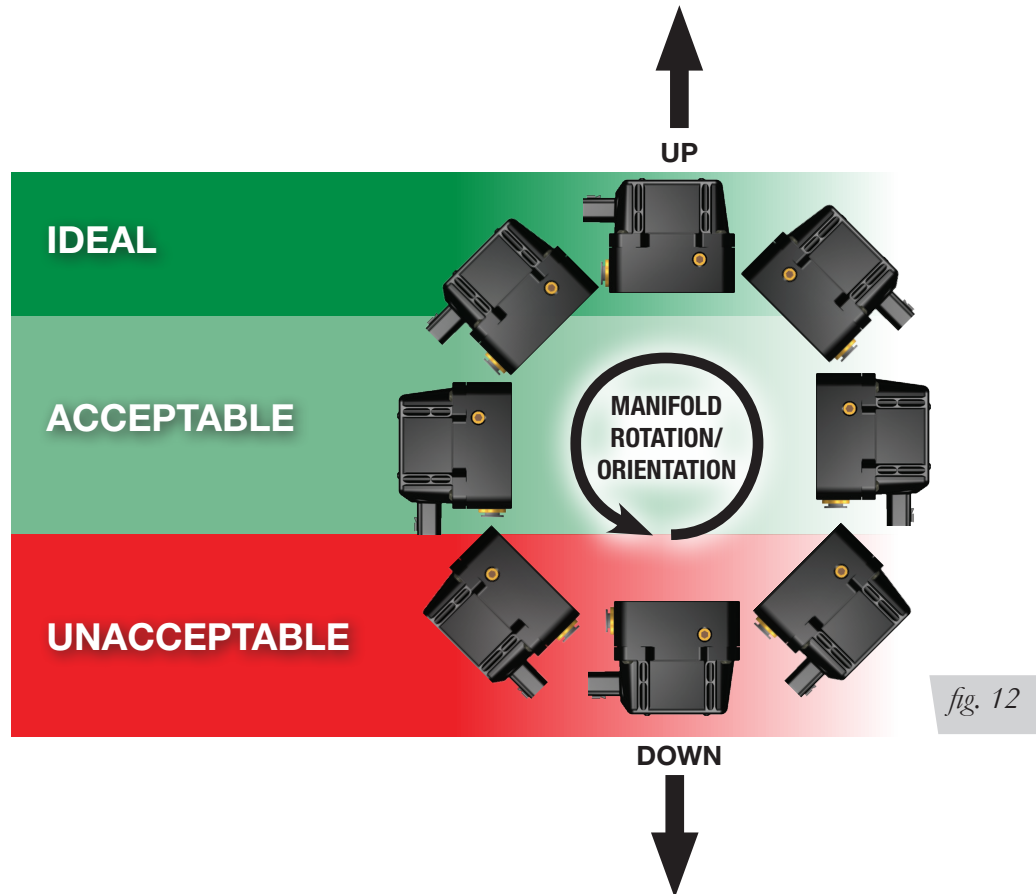 UP
IDEAL
ACCEPTABLE
MANIFOLD
ROTATION/
ORIENTATION
UNACCEPTABLE
fig. 12
DOWN